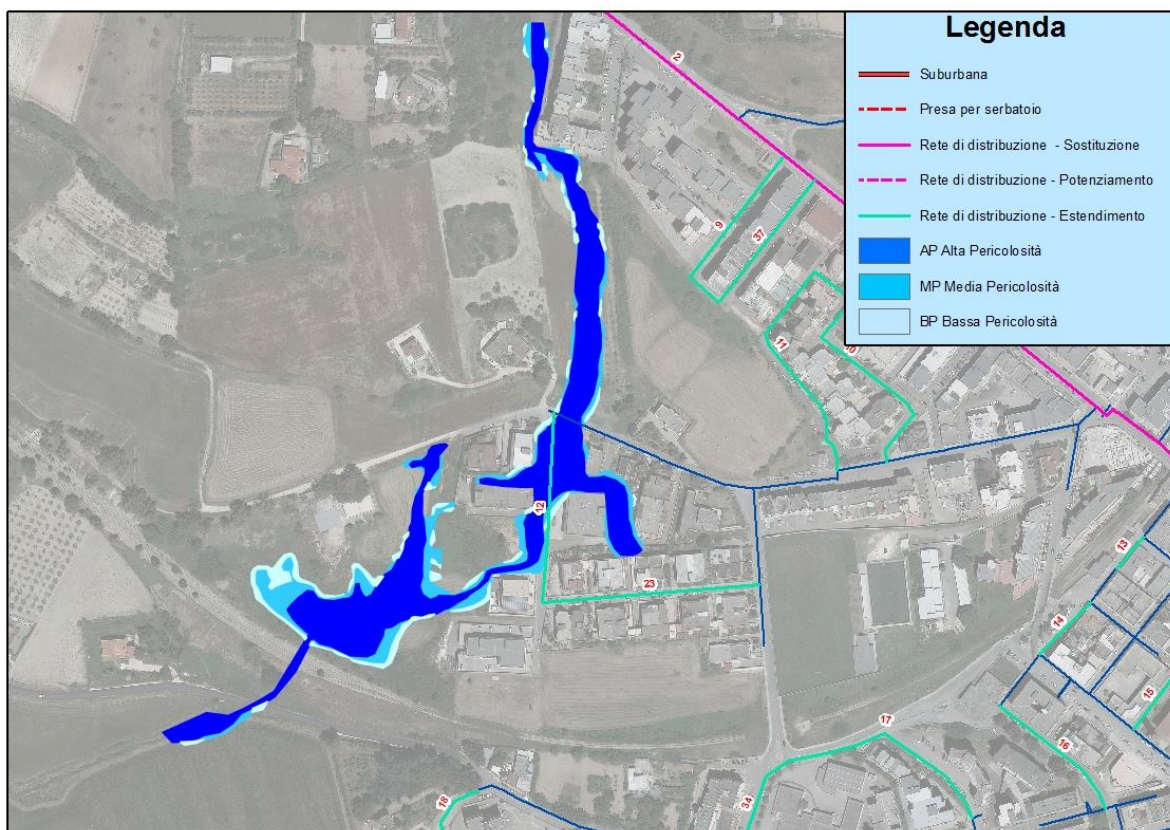 Legenda
Suburbana
Presa per serbatoio
Rete di distribuzione - Sostituzione
Rete di distribuzione - Potenziamento
Rete di distribuzione - Estendimento
AP Alta Pericolosità
MP Media Pericolosità
BP Bassa Pericolosità
2
9
37
11
10
12
23
13
14
15
17
16
34
18